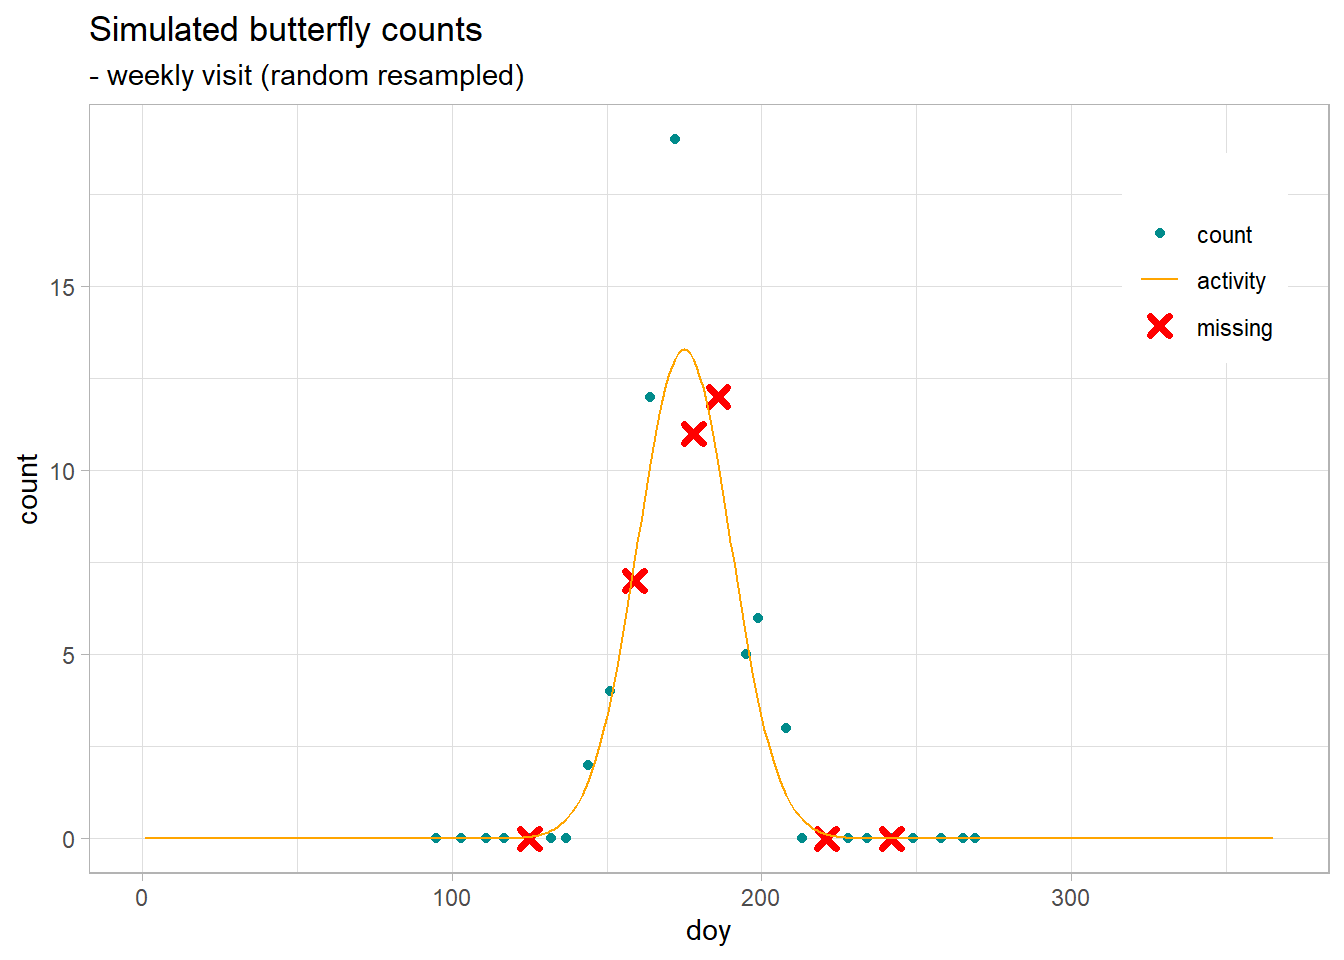 Simulated butterfly counts
- weekly visit (random resampled)
count
activity
missing
15
10
5
0
count
0
100
200
300
doy